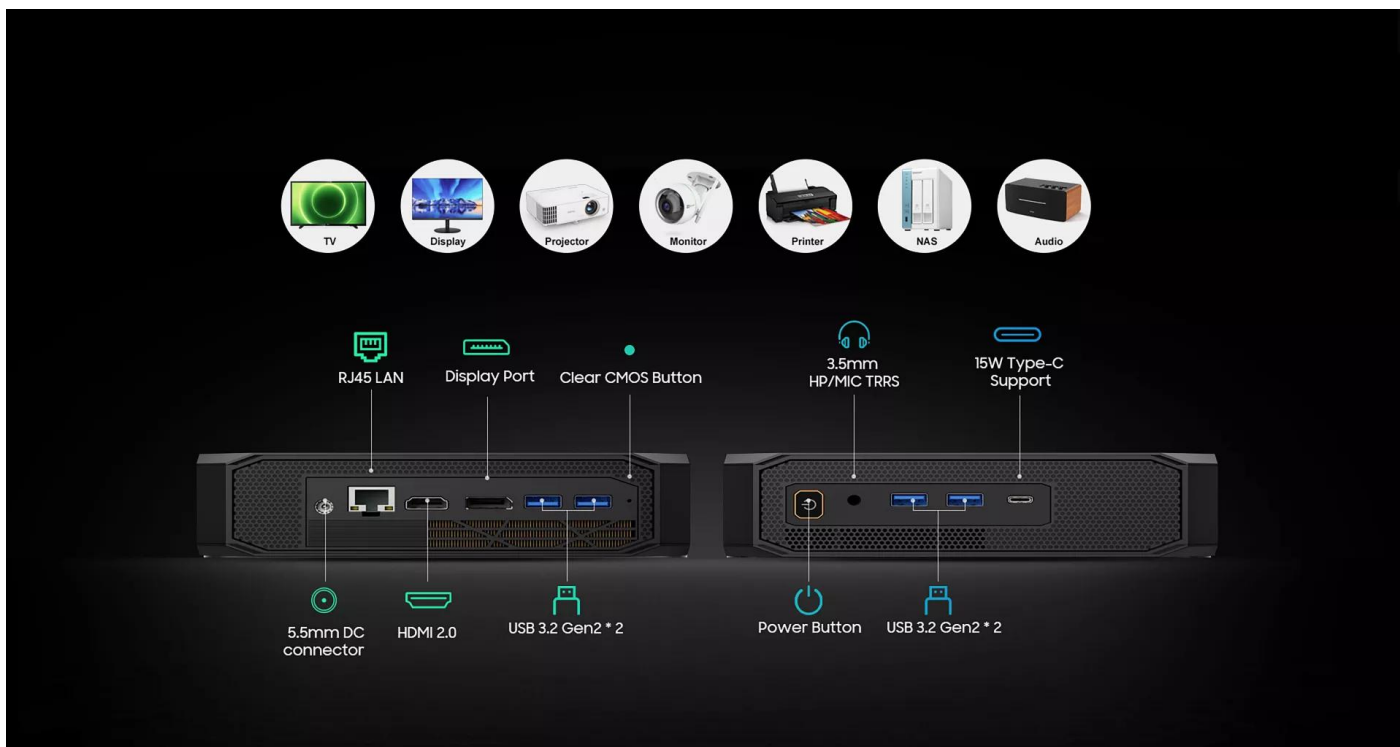 TV
Display
Projector
Monitor
Printer
NAS
Audio
RJ45 LAN
Display Port
Clear CMOS Button
3.5mm
HP/MIC TRRS
15W Type-C
Support
5.5mm DC
connector
HDMI 2.0
USB 3.2 Gen2 * 2
Power Button
USB 3.2 Gen2 * 2